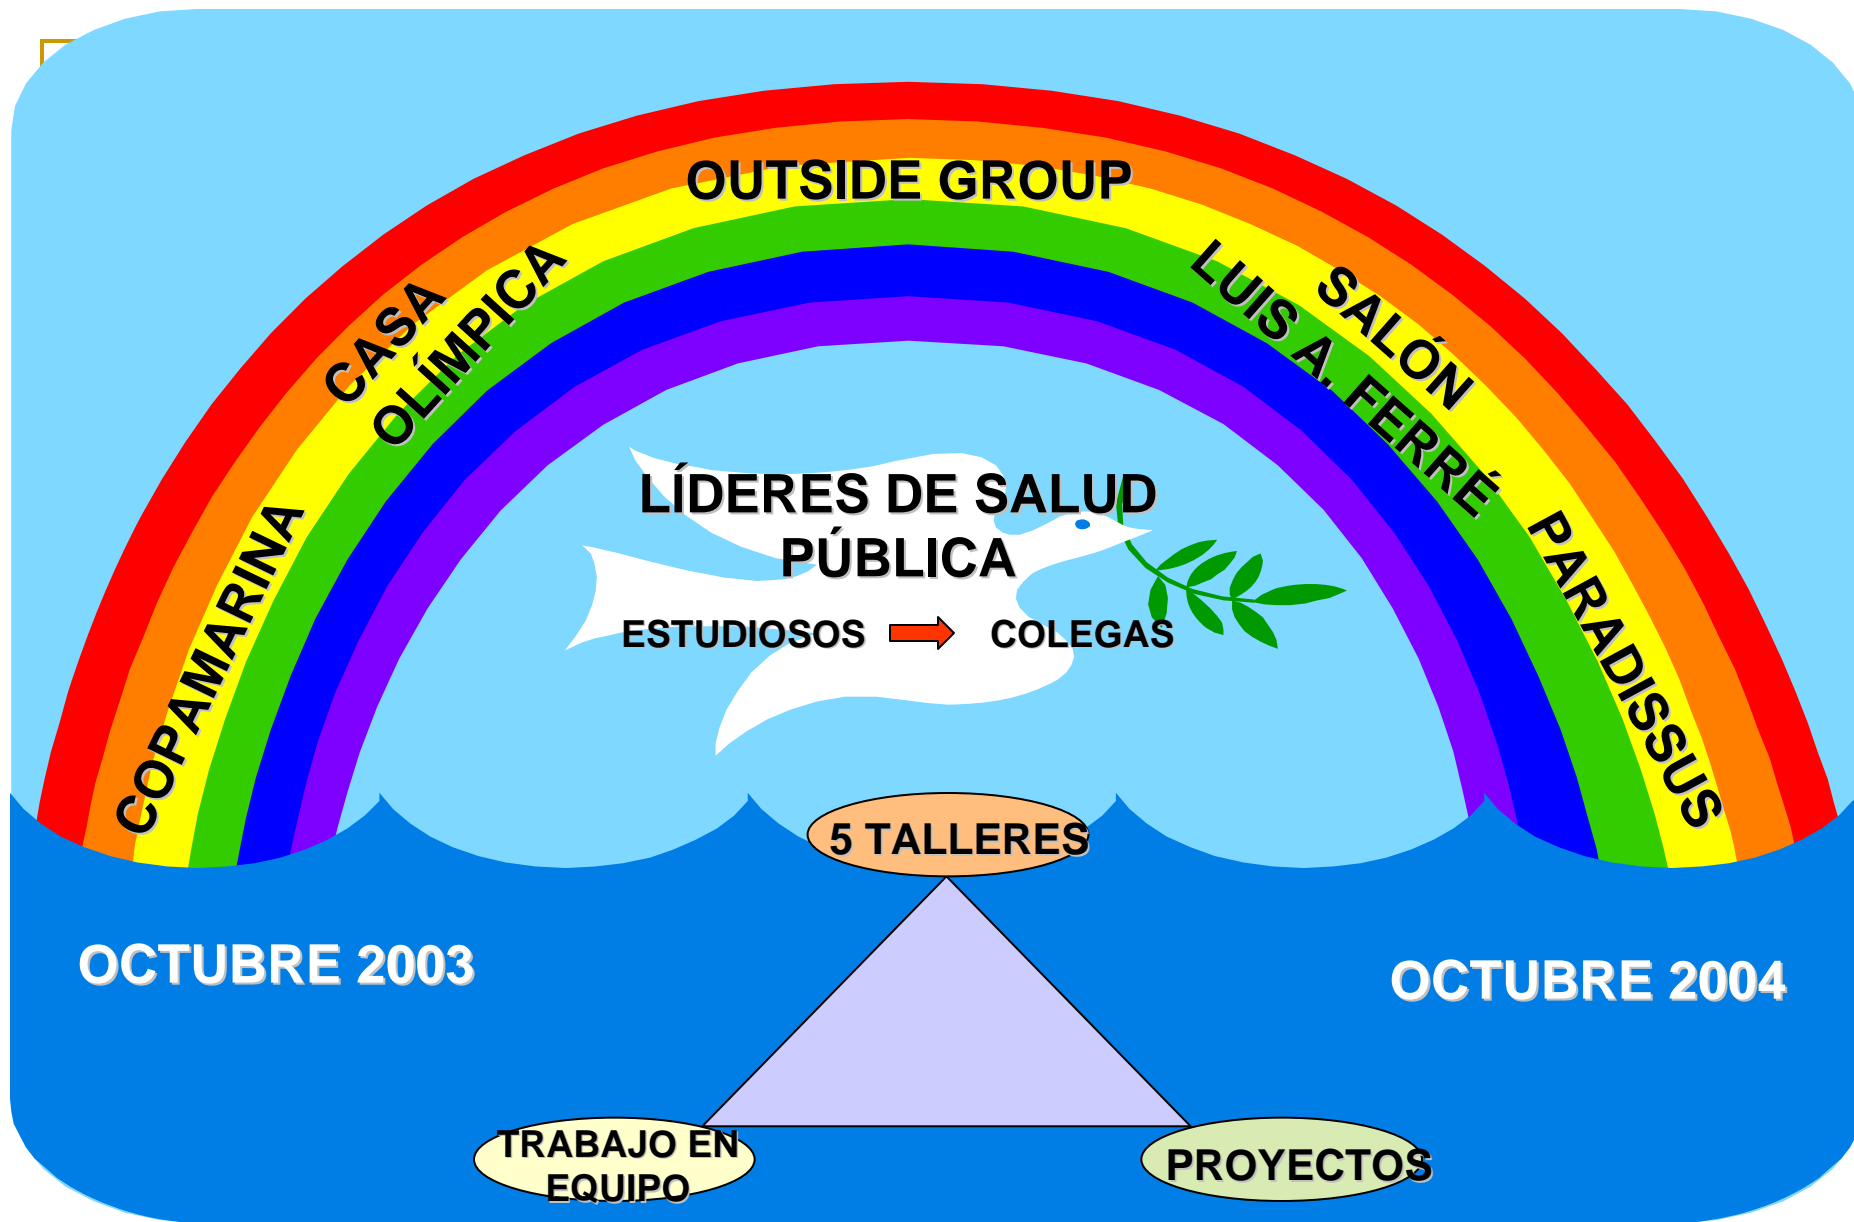 OUTSIDE GROUP
CASA
OLÍMPICA
SALÓN
LUIS A. FERRÉ
COPAMARINA
PARADISSUS
LÍDERES DE SALUD
PÚBLICA
ESTUDIOSOS
COLEGAS
5 TALLERES
OCTUBRE 2003
OCTUBRE 2004
TRABAJO EN
EQUIPO
PROYECTOS